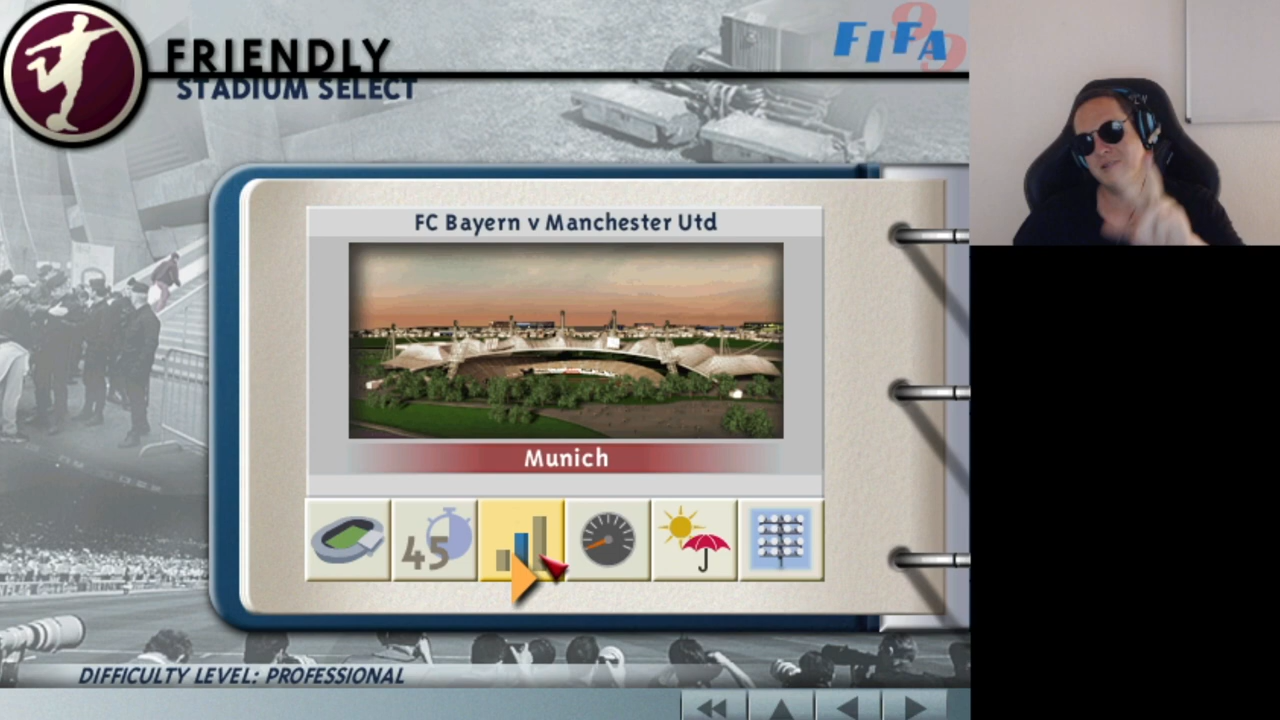 FRIENDLY
STADIUM SELECT
FIFA 99
FC Bayern v Manchester Utd
Munich
45
DIFFICULTY LEVEL: PROFESSIONAL